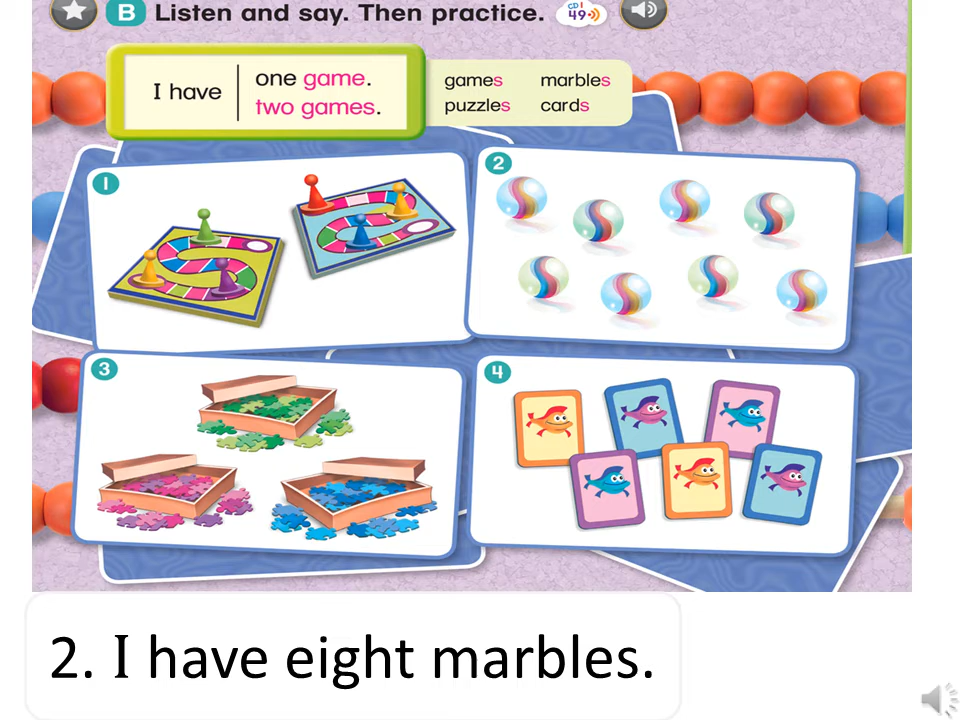 B Listen and say. Then practice. CD1 49
I have
one game.
two games.
games marbles
puzzles cards
1
2
3
4
2. I have eight marbles.